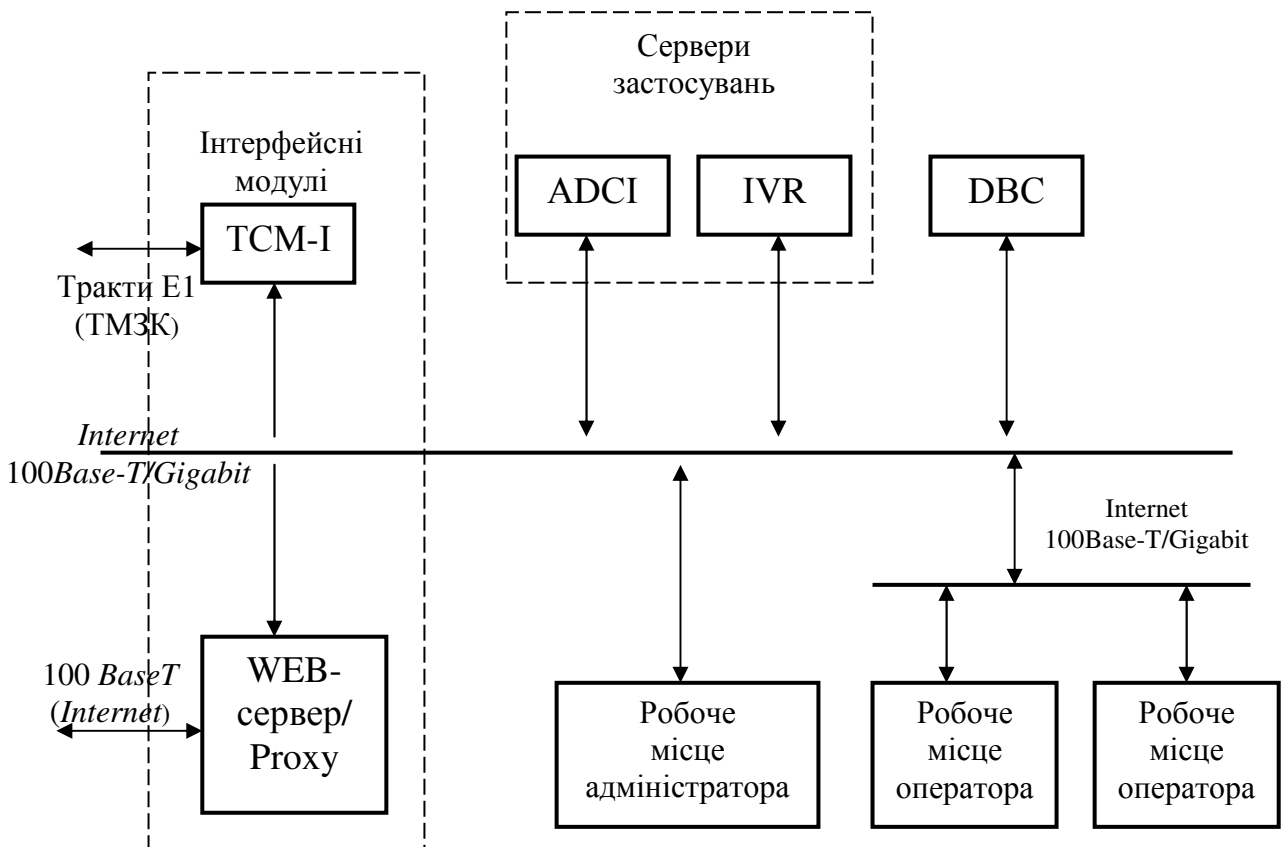 Сервери
застосувань
Інтерфейсні
модулі
ADCI
IVR
DBC
TCM-I
Тракти E1
(ТМЗК)
Internet
100Base-T/Gigabit
Internet
100Base-T/Gigabit
100 BaseT
(Internet)
WEB-
сервер/
Proxy
Робоче
місце
адміністратора
Робоче
місце
оператора
Робоче
місце
оператора